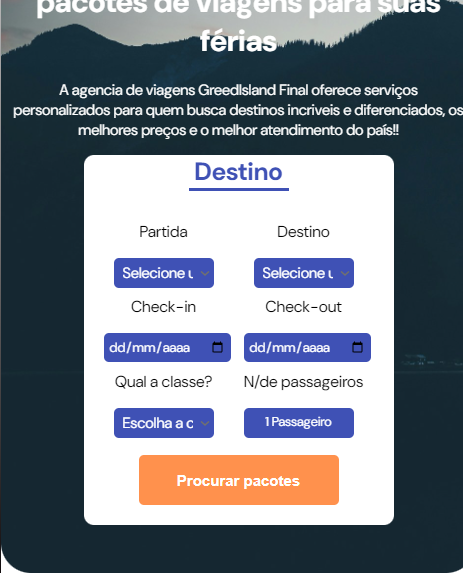 pacotes de viagens para suas
férias
A agencia de viagens GreedIsland Final oferece serviços
personalizados para quem busca destinos incriveis e diferenciados, os
melhores preços e o melhor atendimento do país!!
Destino
Partida Destino
Selecione u Selecione u
Check-in Check-out
dd/mm/aaaa dd/mm/aaaa
Qual a classe? N/de passageiros
Escolha a c 1 Passageiro
Procurar pacotes